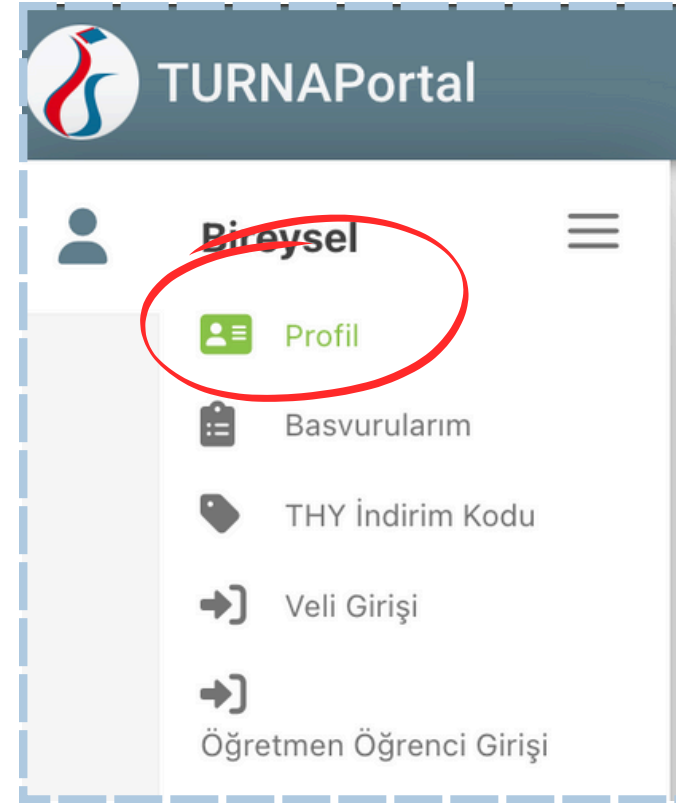 TURNAPortal
Bireysel
Profil
Basvurularım
THY İndirim Kodu
Veli Girişi
Öğretmen Öğrenci Girişi